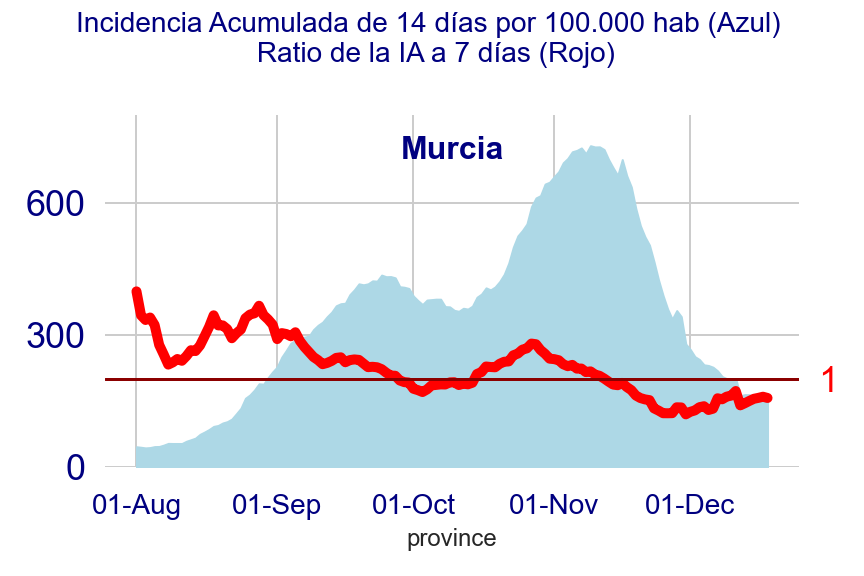 Incidencia Acumulada de 14 días por 100.000 hab (Azul)
Ratio de la IA a 7 días (Rojo)
Murcia
600
300
1
0
01-Aug 01-Sep 01-Oct 01-Nov 01-Dec
province